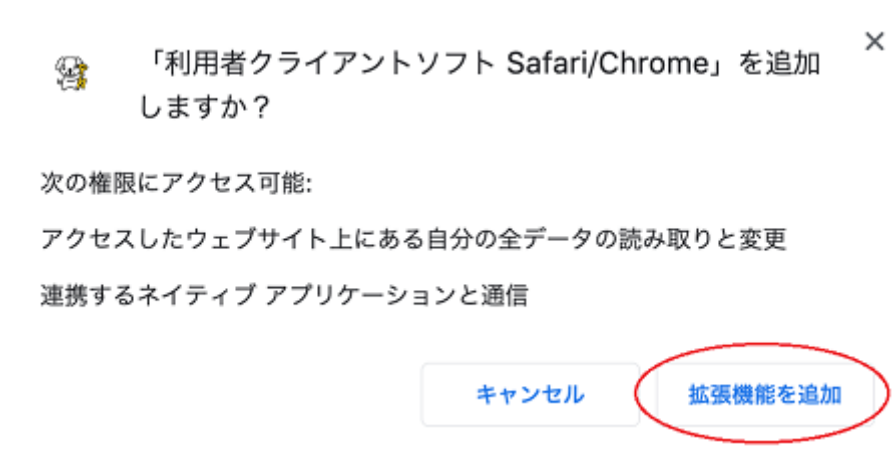 「利用者クライアントソフト Safari/Chrome」を追加
しますか？
次の権限にアクセス可能:
アクセスしたウェブサイト上にある自分の全データの読み取りと変更
連携するネイティブ アプリケーションと通信
キャンセル
拡張機能を追加